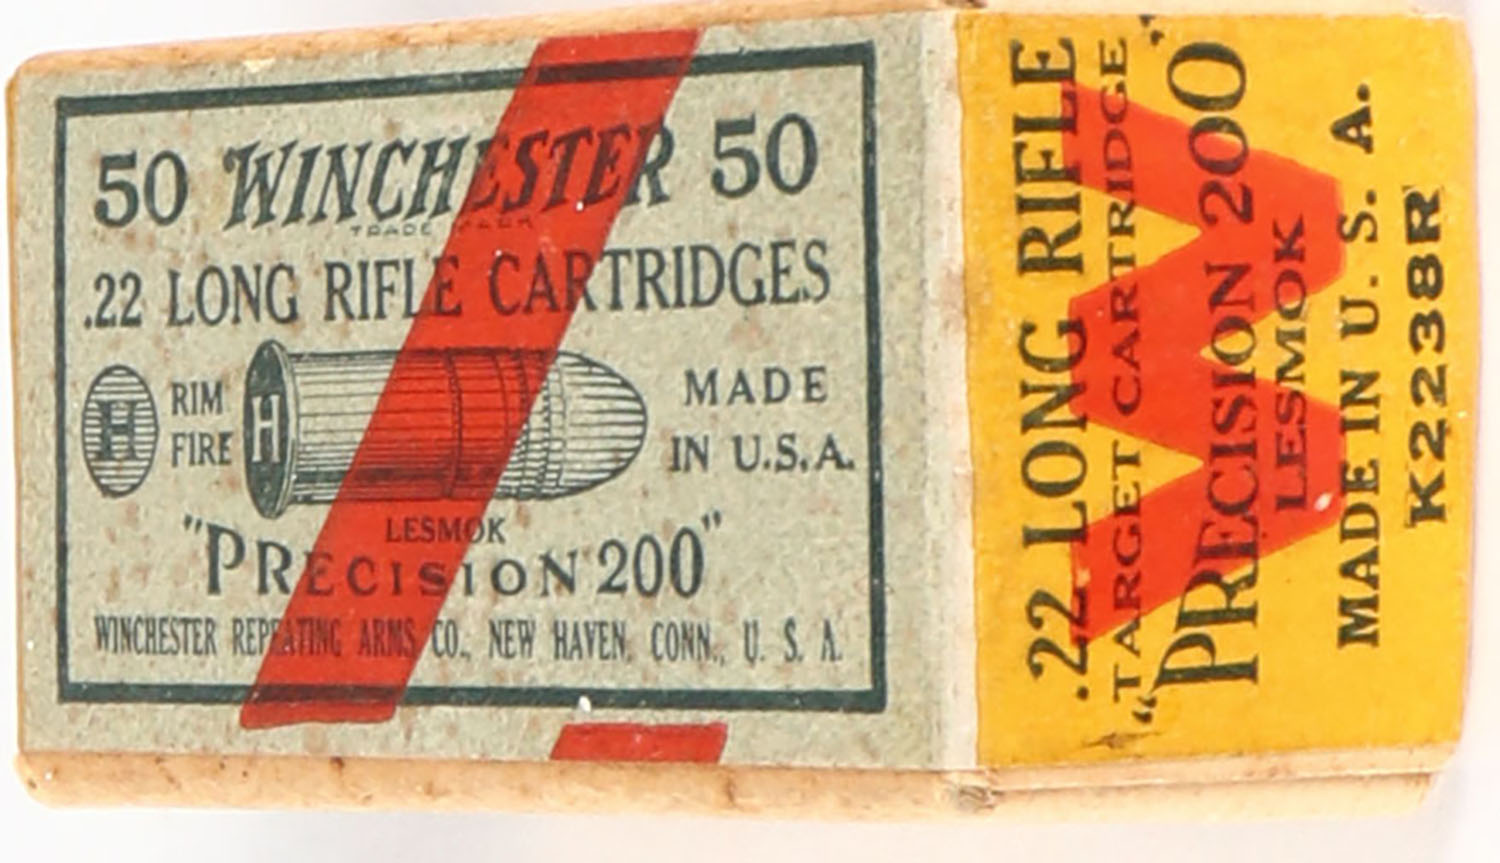 50 WINCHESTER 50
TRADE MARK
.22 LONG RIFLE CARTRIDGES
H RIM FIRE H MADE IN U.S.A.
LESMOK
"PRECISION 200"
WINCHESTER REPEATING ARMS CO., NEW HAVEN, CONN., U. S. A.
.22 LONG RIFLE
TARGET CARTRIDGE
"PRECISION 200"
LESMOK
MADE IN U. S. A.
K2238R
W